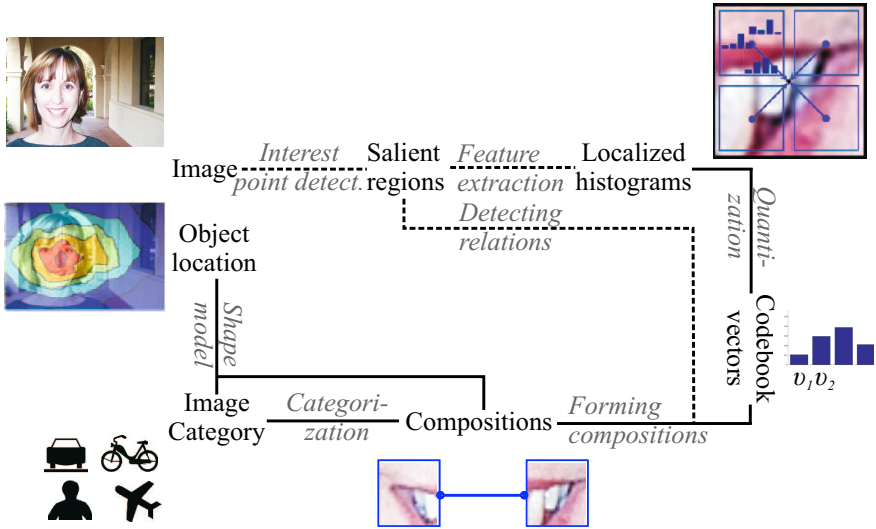 Image
Interest
point detect.
Salient
regions
Feature
extraction
Localized
histograms
Detecting
relations
Quanti-
zation
Object
location
Shape
model
Codebook
vectors
υ1υ2
Image
Category
Categori-
zation
Compositions
Forming
compositions